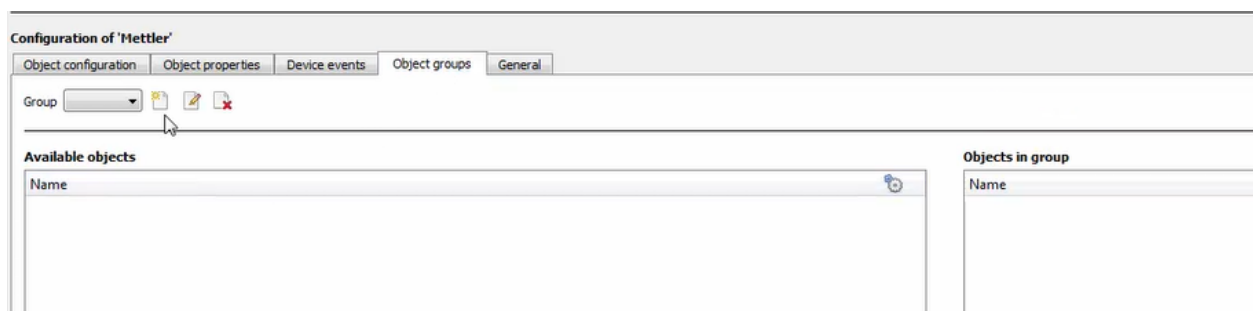 Configuration of 'Mettler'
Object configuration Object properties Device events Object groups General
Group
Available objects Objects in group
Name Name